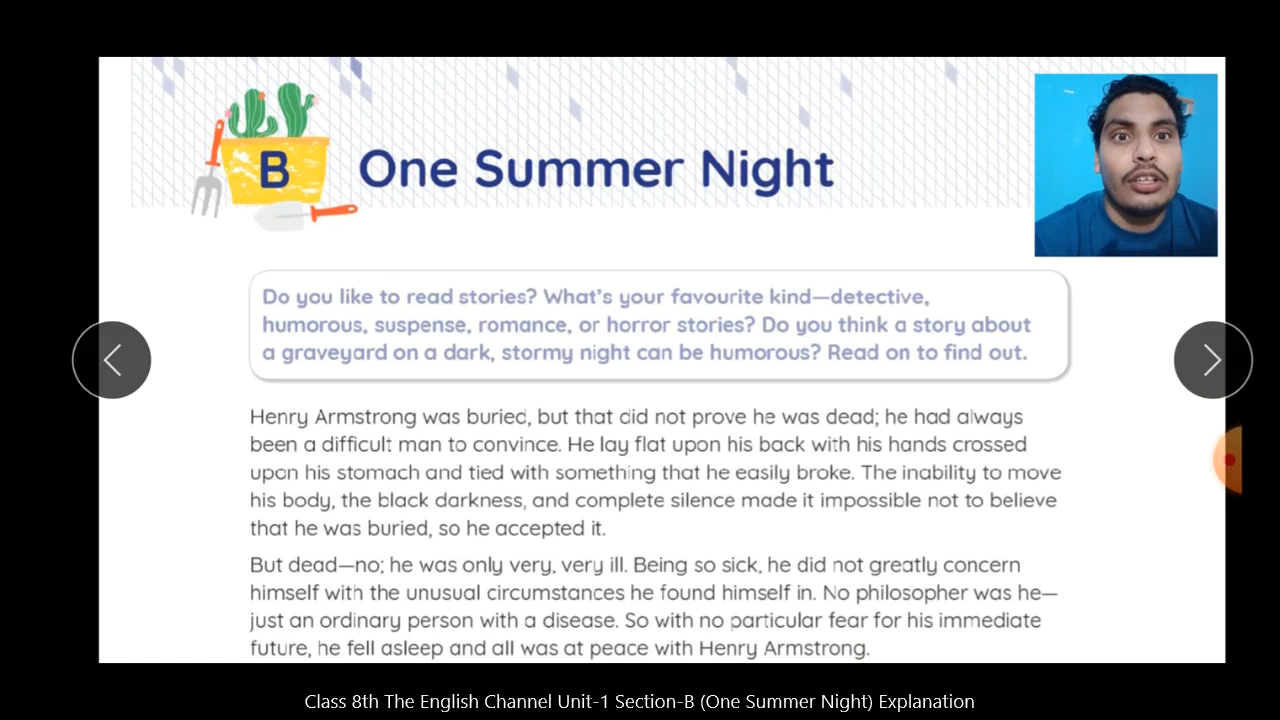 B
One Summer Night
Do you like to read stories? What's your favourite kind—detective,
humorous, suspense, romance, or horror stories? Do you think a story about
a graveyard on a dark, stormy night can be humorous? Read on to find out.
Henry Armstrong was buried, but that did not prove he was dead; he had always
been a difficult man to convince. He lay flat upon his back with his hands crossed
upon his stomach and tied with something that he easily broke. The inability to move
his body, the black darkness, and complete silence made it impossible not to believe
that he was buried, so he accepted it.
But dead—no; he was only very, very ill. Being so sick, he did not greatly concern
himself with the unusual circumstances he found himself in. No philosopher was he—
just an ordinary person with a disease. So with no particular fear for his immediate
future, he fell asleep and all was at peace with Henry Armstrong.
Class 8th The English Channel Unit-1 Section-B (One Summer Night) Explanation